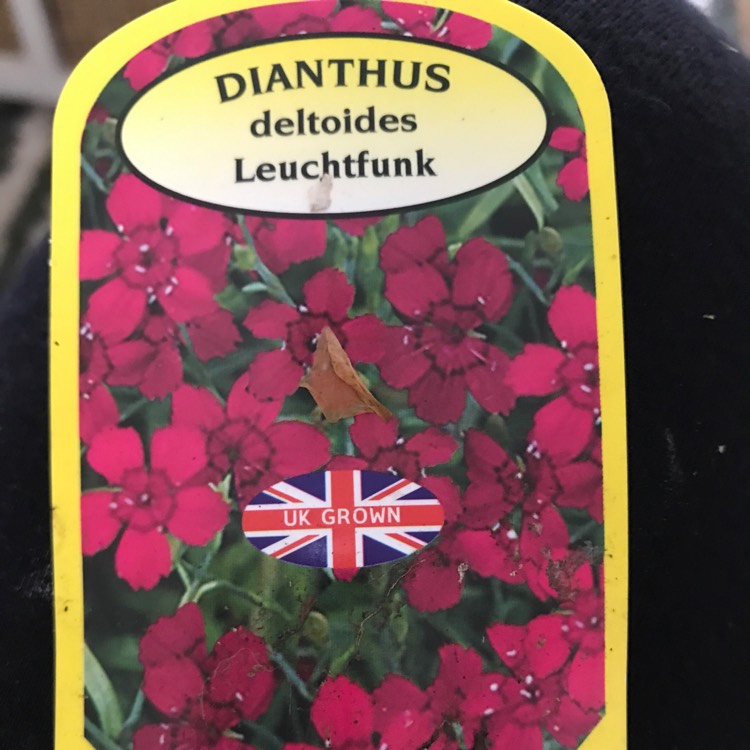 DIANTHUS
deltoides
Leuchtfunk
UK GROWN